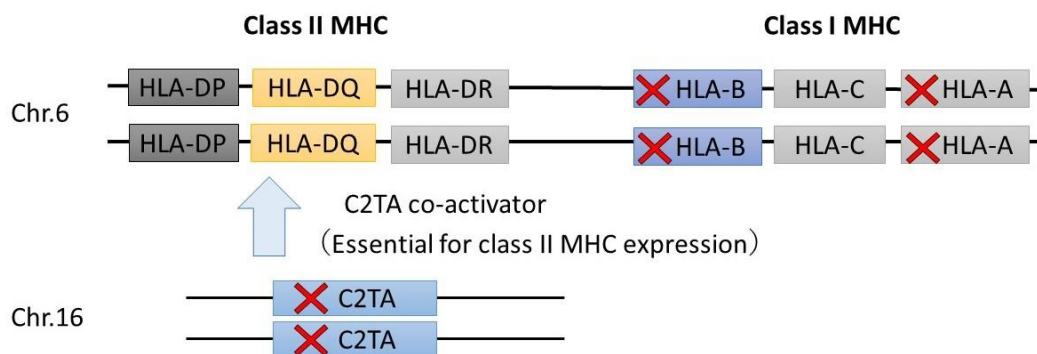 Class II MHC Class I MHC
HLA-DP HLA-DQ HLA-DR HLA-B HLA-C HLA-A
Chr.6
HLA-DP HLA-DQ HLA-DR HLA-B HLA-C HLA-A
C2TA co-activator
（Essential for class II MHC expression）
C2TA
Chr.16
C2TA